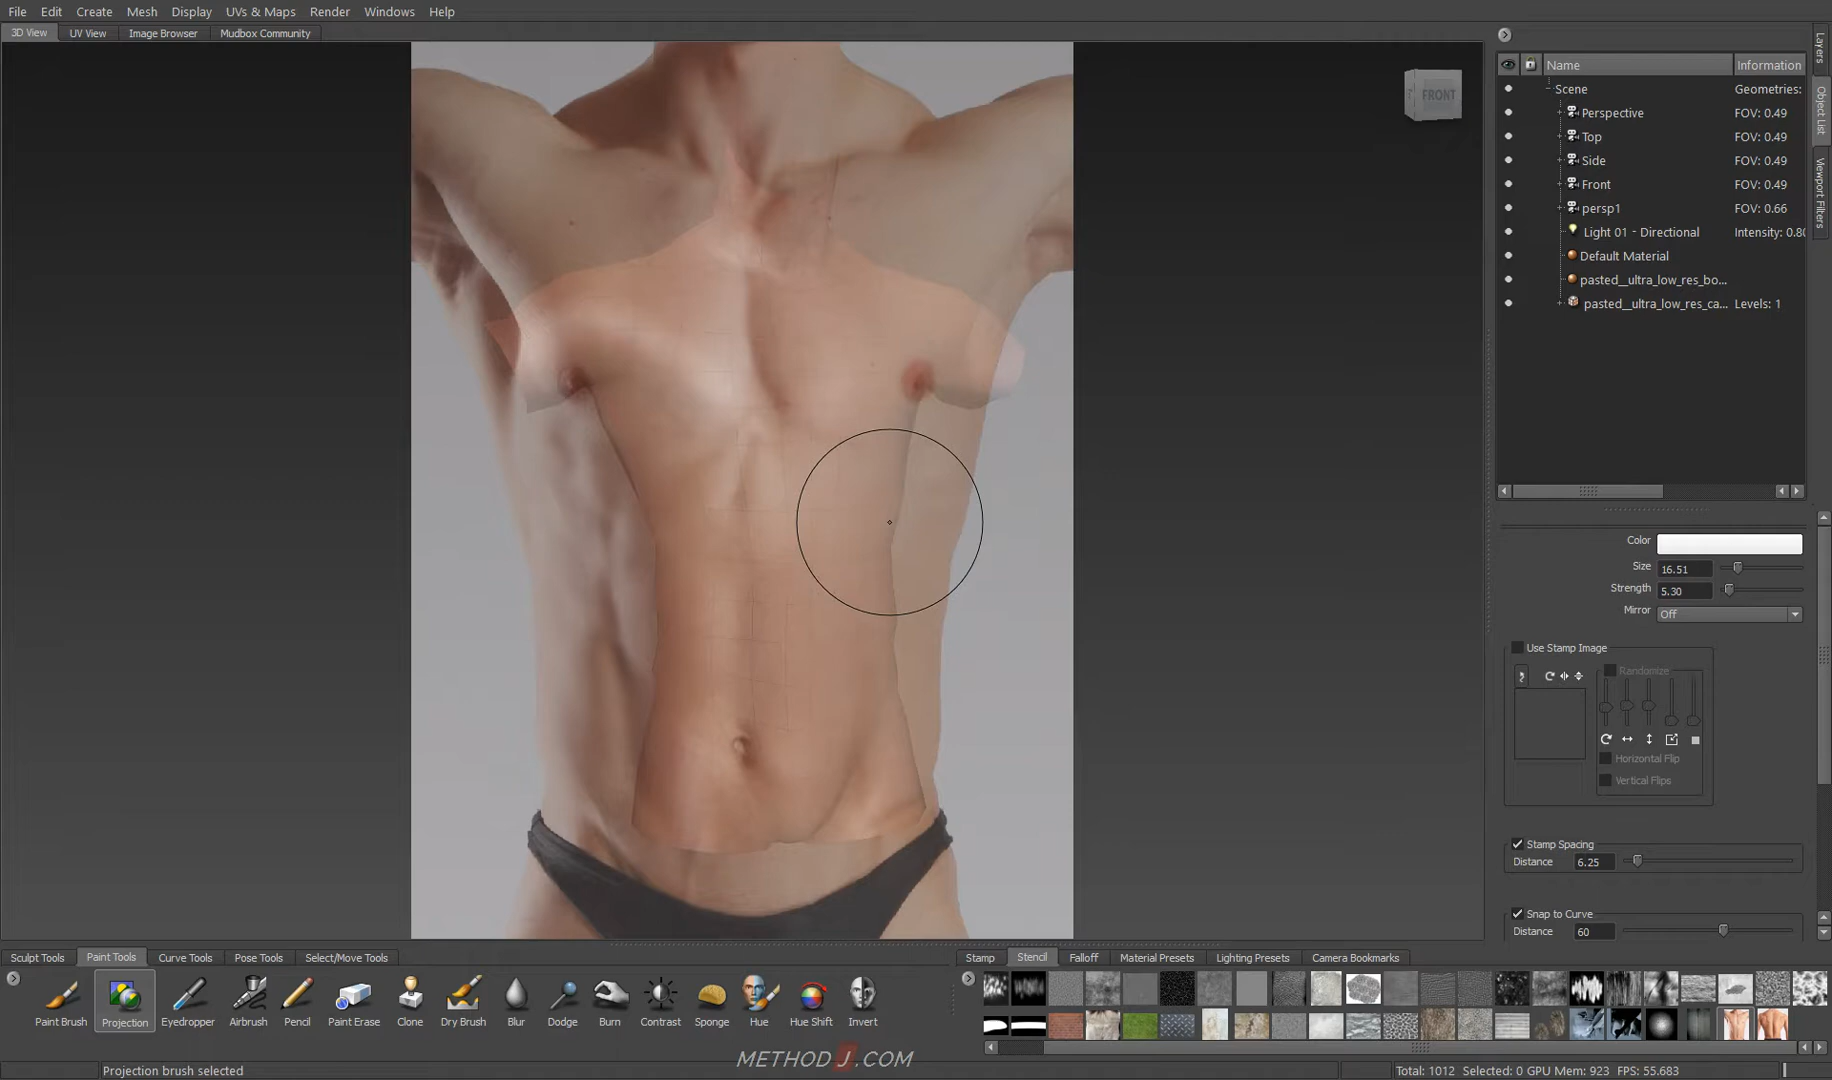 File Edit Create Mesh Display UVs & Maps Render Windows Help
3D View UV View Image Browser Mudbox Community
FRONT
Name Information
Scene Geometries:
Perspective FOV: 0.49
Top FOV: 0.49
Side FOV: 0.49
Front FOV: 0.49
persp1 FOV: 0.66
Light 01 - Directional Intensity: 0.80
Default Material
pasted__ultra_low_res_bo...
pasted__ultra_low_res_ca... Levels: 1
Layers
Object List
Viewport Filters
Color
Size 16.51
Strength 5.30
Mirror Off
Use Stamp Image
Randomize
Horizontal Flip
Vertical Flips
Stamp Spacing
Distance 6.25
Snap to Curve
Distance 60
Sculpt Tools Paint Tools Curve Tools Pose Tools Select/Move Tools
Stamp Stencil Falloff Material Presets Lighting Presets Camera Bookmarks
Paint Brush Projection Eyedropper Airbrush Pencil Paint Erase Clone Dry Brush Blur Dodge Burn Contrast Sponge Hue Hue Shift Invert
METHOD J.COM
Projection brush selected
Total: 1012 Selected: 0 GPU Mem: 923 FPS: 55.683